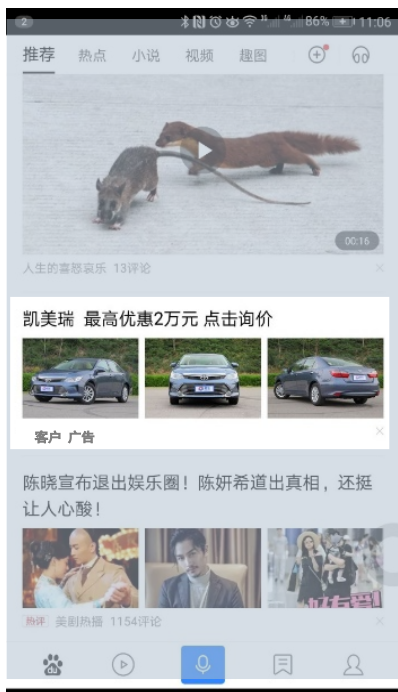 2
86%
11:06
推荐 热点 小说 视频 趣图
00:16
人生的喜怒哀乐 13评论
凯美瑞 最高优惠2万元 点击询价
客户 广告
陈晓宣布退出娱乐圈！陈妍希道出真相，还挺
让人心酸！
好有爱!
热评 美剧热播 1154评论
du